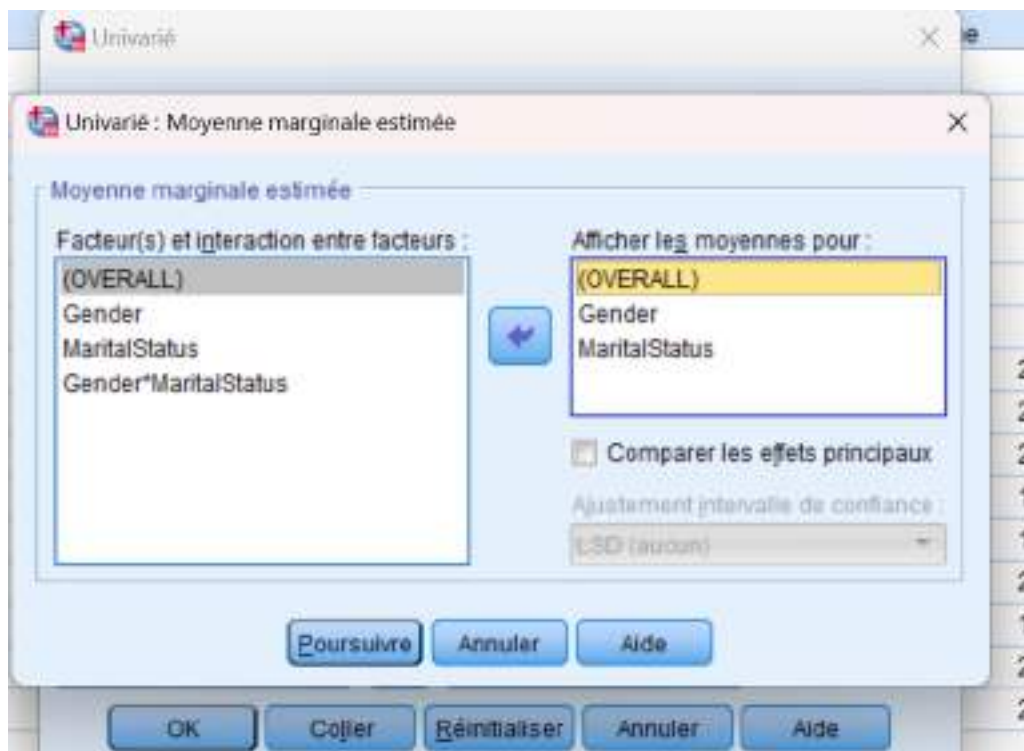 Univarié
e
Univarié : Moyenne marginale estimée
Moyenne marginale estimée
Facteur(s) et interaction entre facteurs :
(OVERALL)
Gender
MaritalStatus
Gender*MaritalStatus
Afficher les moyennes pour :
(OVERALL)
Gender
MaritalStatus
Comparer les effets principaux
Ajustement intervalle de confiance :
LSD (aucun)
Poursuivre Annuler Aide
OK Coller Réinitialiser Annuler Aide